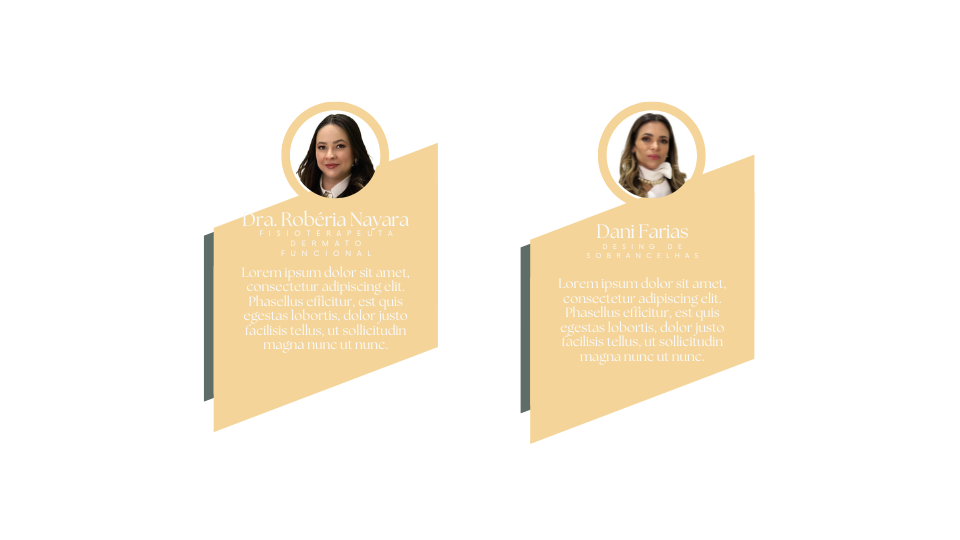 Dra. Robéria Nayara
FISIOTERAPEUTA
DERMATO
FUNCIONAL
Lorem ipsum dolor sit amet,
consectetur adipiscing elit.
Phasellus efficitur, est quis
egestas lobortis, dolor justo
facilisis tellus, ut sollicitudin
magna nunc ut nunc.
Dani Farias
DESING DE
SOBRANCELHAS
Lorem ipsum dolor sit amet,
consectetur adipiscing elit.
Phasellus efficitur, est quis
egestas lobortis, dolor justo
facilisis tellus, ut sollicitudin
magna nunc ut nunc.